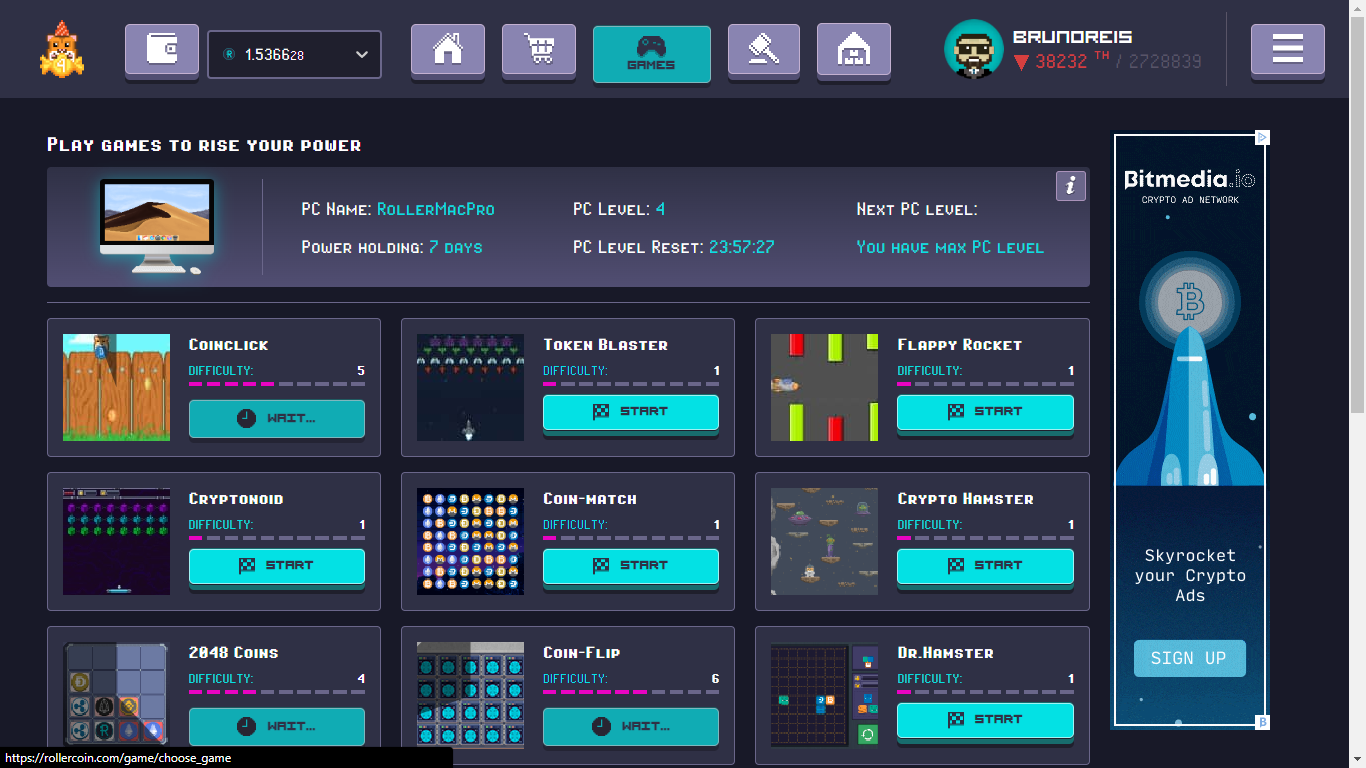 1.536628
GAMES
BRUNOREIS
38232 TH / 2728839
Play games to rise your power
PC Name: RollerMacPro
PC Level: 4
Next PC level:
Power holding: 7 days
PC Level Reset: 23:57:27
You have max PC level
i
Coinclick
DIFFICULTY: 5
WAIT...
Token Blaster
DIFFICULTY: 1
START
Flappy Rocket
DIFFICULTY: 1
START
Cryptonoid
DIFFICULTY: 1
START
Coin-match
DIFFICULTY: 1
START
Crypto Hamster
DIFFICULTY: 1
START
2048 Coins
DIFFICULTY: 4
WAIT...
Coin-Flip
DIFFICULTY: 6
WAIT...
Dr.Hamster
DIFFICULTY: 1
START
Bitmedia.io
CRYPTO AD NETWORK
Skyrocket
your Crypto
Ads
SIGN UP
https://rollercoin.com/game/choose_game